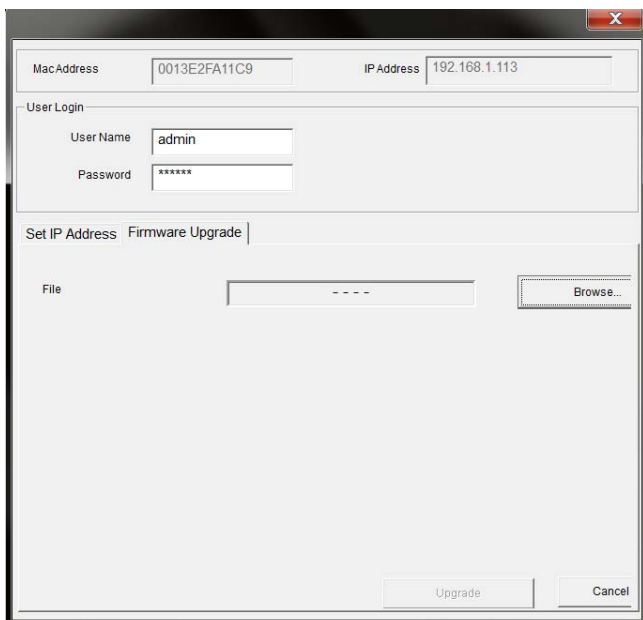 X
Mac Address 0013E2FA11C9 IP Address 192.168.1.113
User Login
User Name admin
Password ******
Set IP Address Firmware Upgrade
File ---- Browse...
Upgrade Cancel